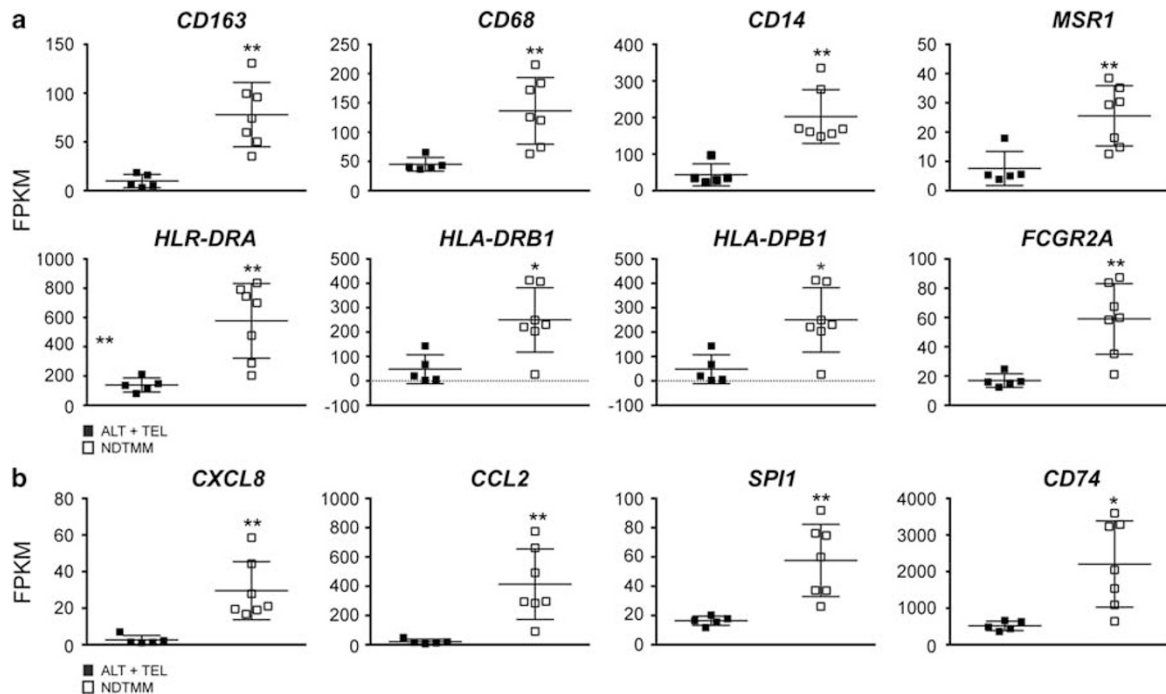 a
CD163 CD68 CD14 MSR1
150 250 400 40
** ** ** **
200
100 300 30
150
200 20
100
50
100 10
50
0 0 0 0
FPKM
HLR-DRA HLA-DRB1 HLA-DPB1 FCGR2A
1000 500 500 100
** * * **
800 400 400 80
600 300 300 60
** 200 200
400 40
100 100
200 20
0 0
0 -100 -100 0
■ ALT + TEL
□ NDTMM
b
CXCL8 CCL2 SPI1 CD74
80 1000 100 4000
** ** ** *
800 80
60 3000
600 60
40 2000
400 40
20 1000
200 20
0 0 0 0
FPKM
■ ALT + TEL
□ NDTMM